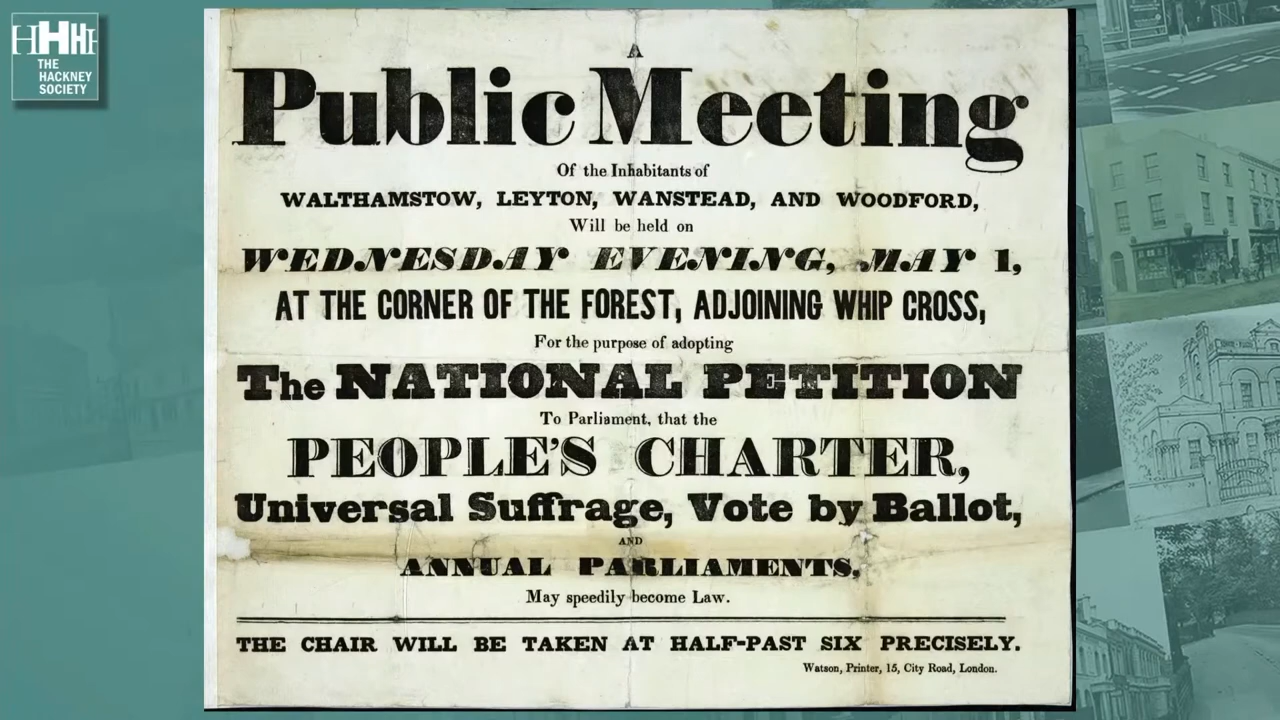 HHH
THE
HACKNEY
SOCIETY
A
Public Meeting
Of the Inhabitants of
WALTHAMSTOW, LEYTON, WANSTEAD, AND WOODFORD,
Will be held on
WEDNESDAY EVENING, MAY 1,
AT THE CORNER OF THE FOREST, ADJOINING WHIP CROSS,
For the purpose of adopting
The NATIONAL PETITION
To Parliament, that the
PEOPLE'S CHARTER,
Universal Suffrage, Vote by Ballot,
AND
ANNUAL PARLIAMENTS,
May speedily become Law.
THE CHAIR WILL BE TAKEN AT HALF-PAST SIX PRECISELY.
Watson, Printer, 15, City Road, London.